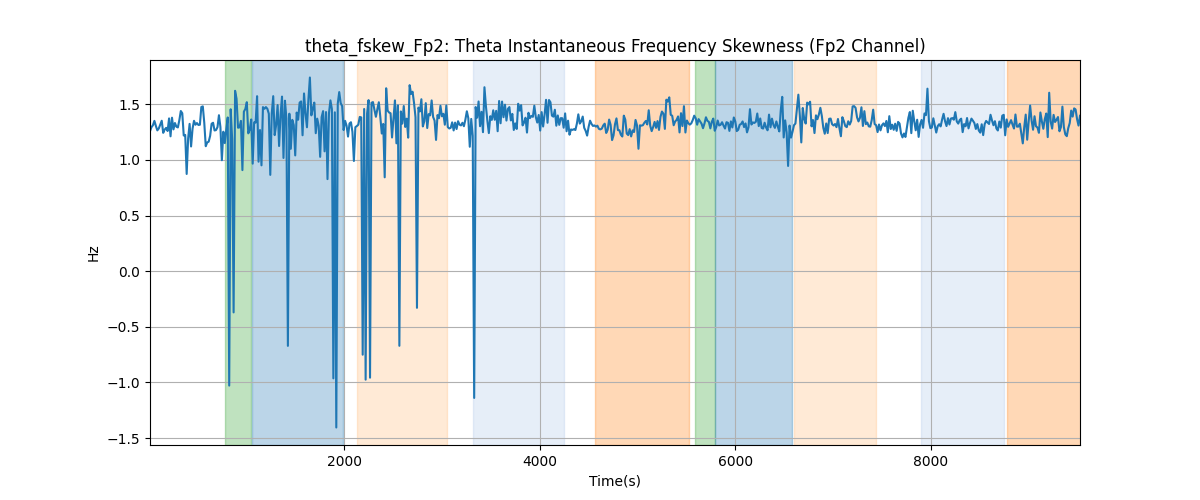 theta_fskew_Fp2: Theta Instantaneous Frequency Skewness (Fp2 Channel)
1.5
1.0
0.5
0.0
−0.5
−1.0
−1.5
Hz
2000 4000 6000 8000
Time(s)